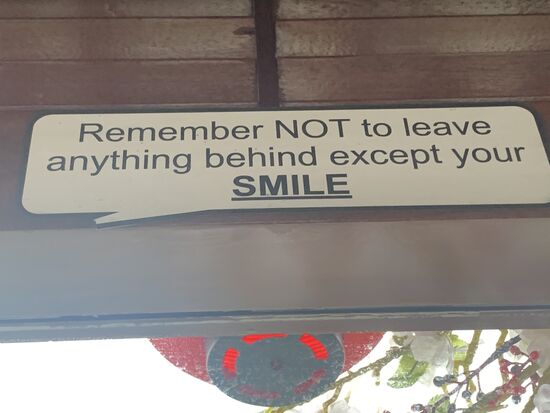 Remember NOT to leave
anything behind except your
SMILE